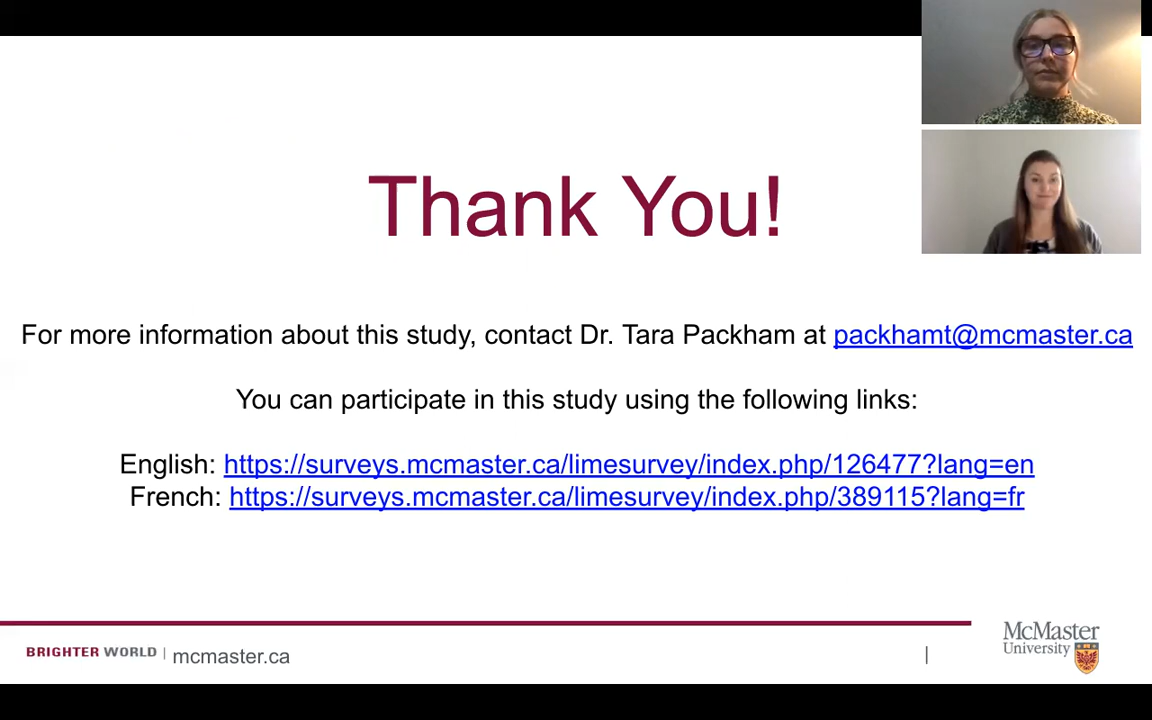 Thank You!
For more information about this study, contact Dr. Tara Packham at packhamt@mcmaster.ca
You can participate in this study using the following links:
English: https://surveys.mcmaster.ca/limesurvey/index.php/126477?lang=en
French: https://surveys.mcmaster.ca/limesurvey/index.php/389115?lang=fr
BRIGHTER WORLD | mcmaster.ca |
McMaster
University